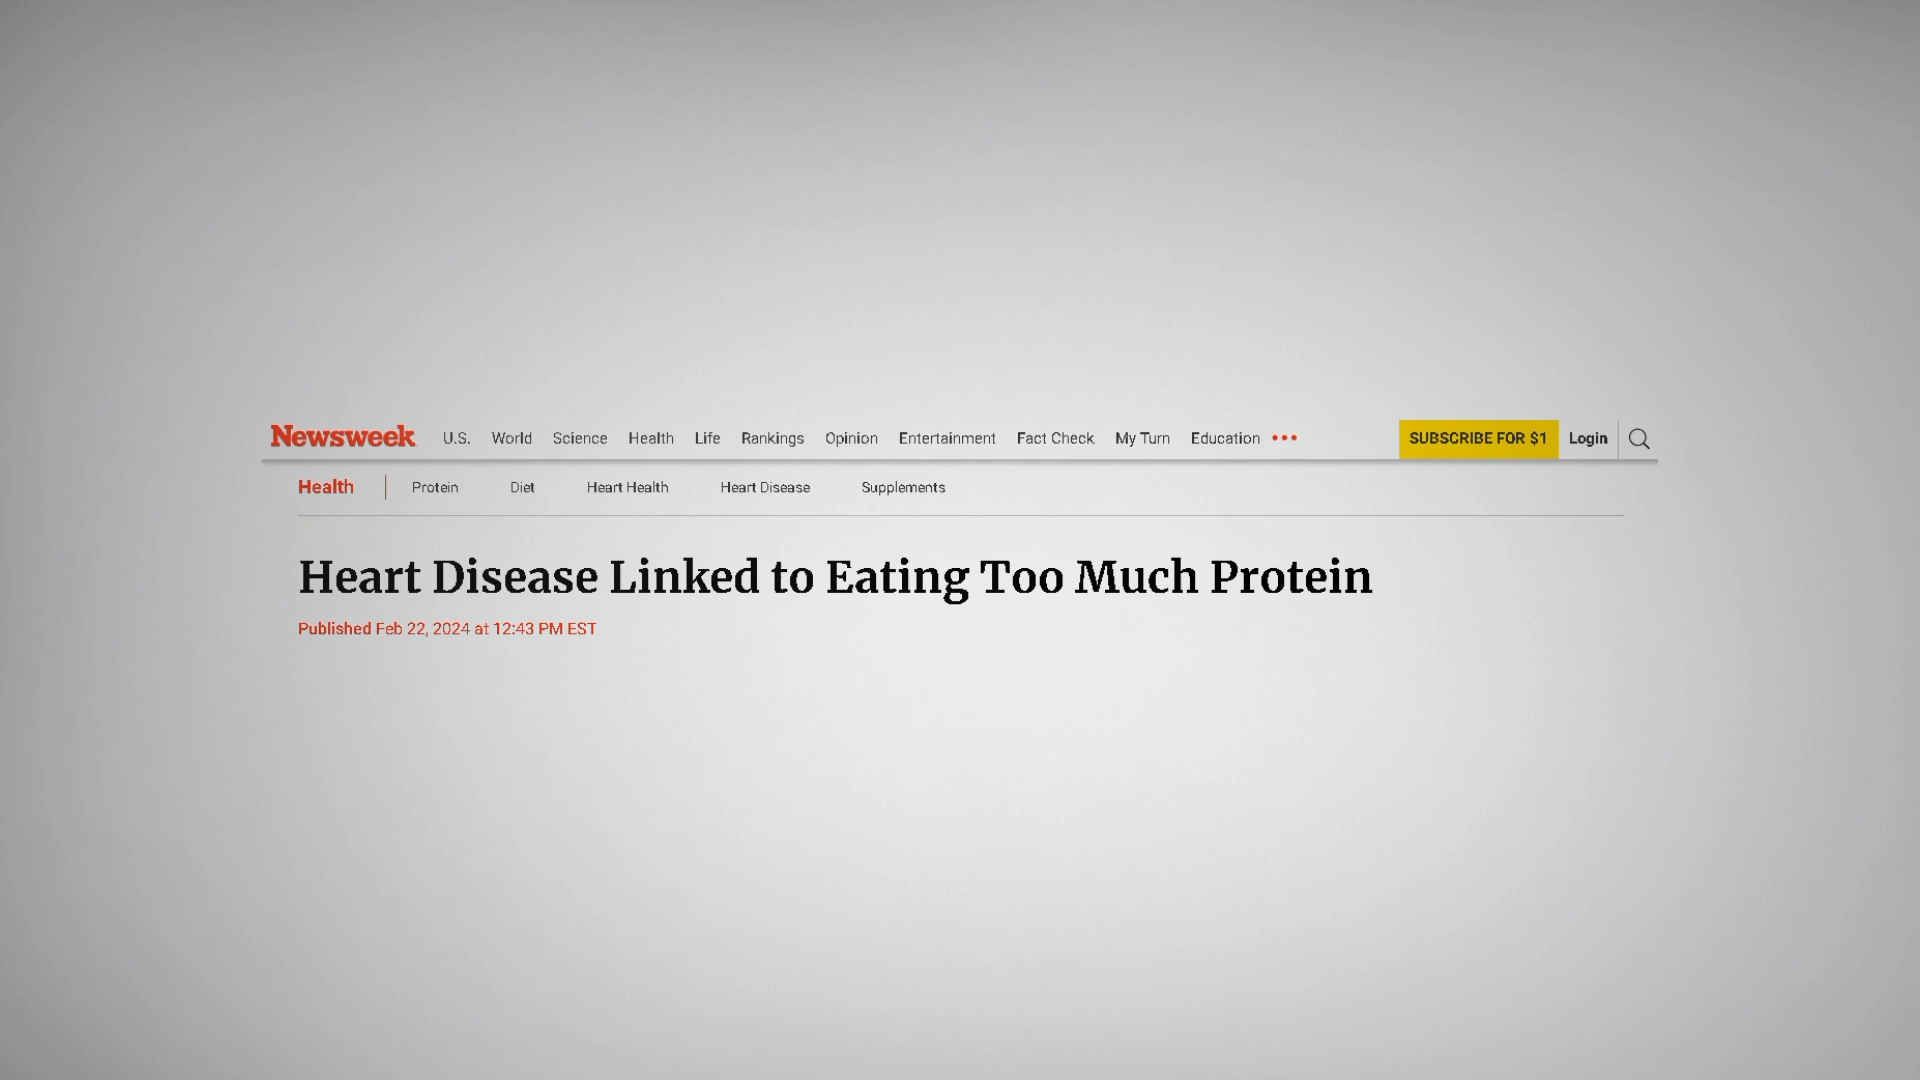 Newsweek U.S. World Science Health Life Rankings Opinion Entertainment Fact Check My Turn Education ••• SUBSCRIBE FOR $1 Login
Health | Protein Diet Heart Health Heart Disease Supplements
Heart Disease Linked to Eating Too Much Protein
Published Feb 22, 2024 at 12:43 PM EST